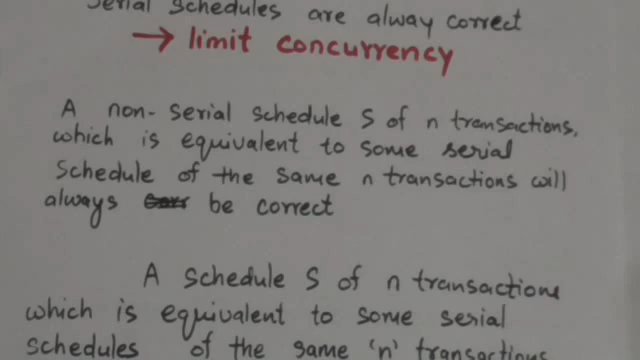 Serial schedules are alway correct
→ limit concurrency
A non-serial schedule S of n transactions,
which is equivalent to some serial
schedule of the same n transactions will
always be correct
A schedule S of n transactions
which is equivalent to some serial
schedules of the same 'n' transactions